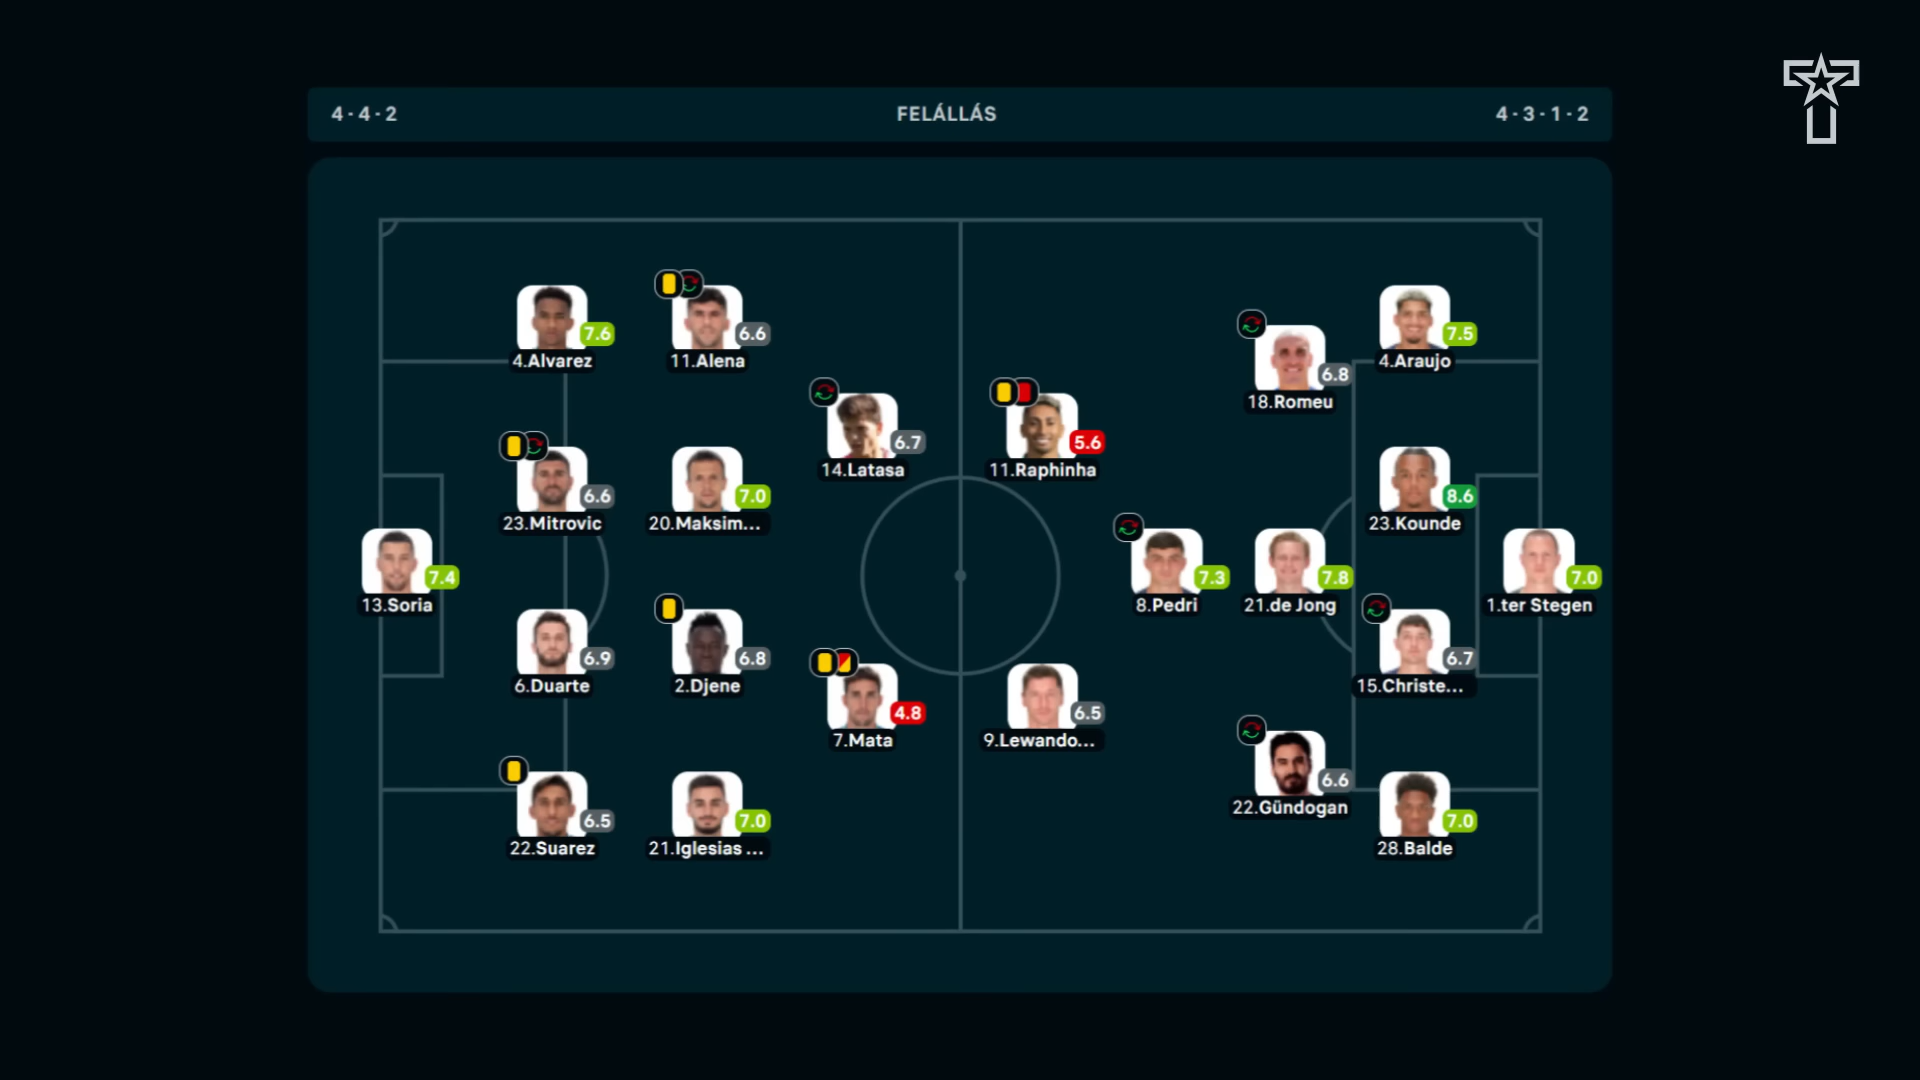 4-4-2 FELÁLLÁS 4-3-1-2
7.6
4.Alvarez
6.6
11.Alena
6.6
23.Mitrovic
7.0
20.Maksim...
7.4
13.Soria
6.9
6.Duarte
6.8
2.Djene
6.5
22.Suarez
7.0
21.Iglesias ...
6.7
14.Latasa
4.8
7.Mata
5.6
11.Raphinha
6.5
9.Lewando...
7.3
8.Pedri
6.8
18.Romeu
7.8
21.de Jong
6.6
22.Gündogan
7.5
4.Araujo
8.6
23.Kounde
6.7
15.Christe...
7.0
28.Balde
7.0
1.ter Stegen